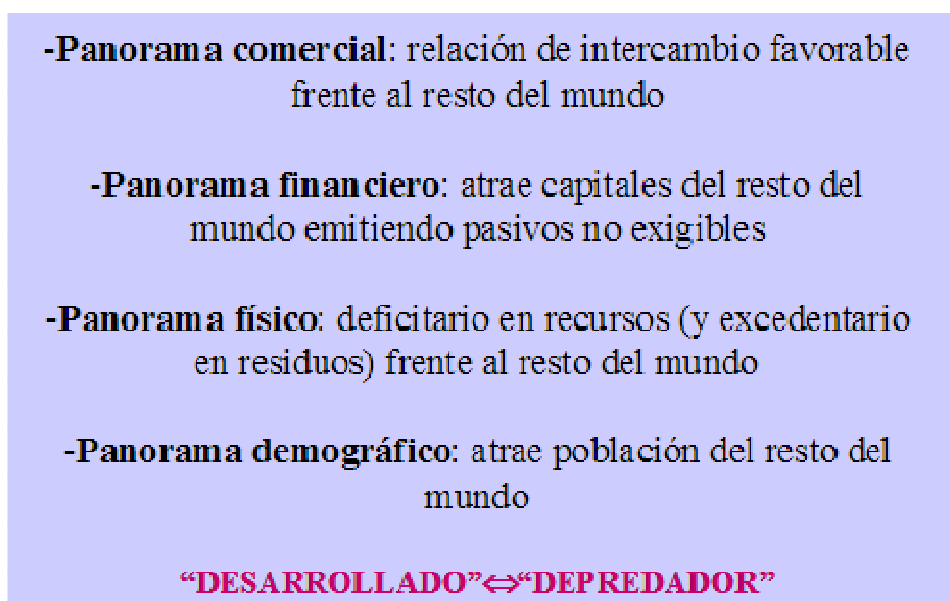 -Panorama comercial: relación de intercambio favorable
frente al resto del mundo
-Panorama financiero: atrae capitales del resto del
mundo emitiendo pasivos no exigibles
-Panorama físico: deficitario en recursos (y excedentario
en residuos) frente al resto del mundo
-Panorama demográfico: atrae población del resto del
mundo
“DESARROLLADO”⇔“DEPREDADOR”